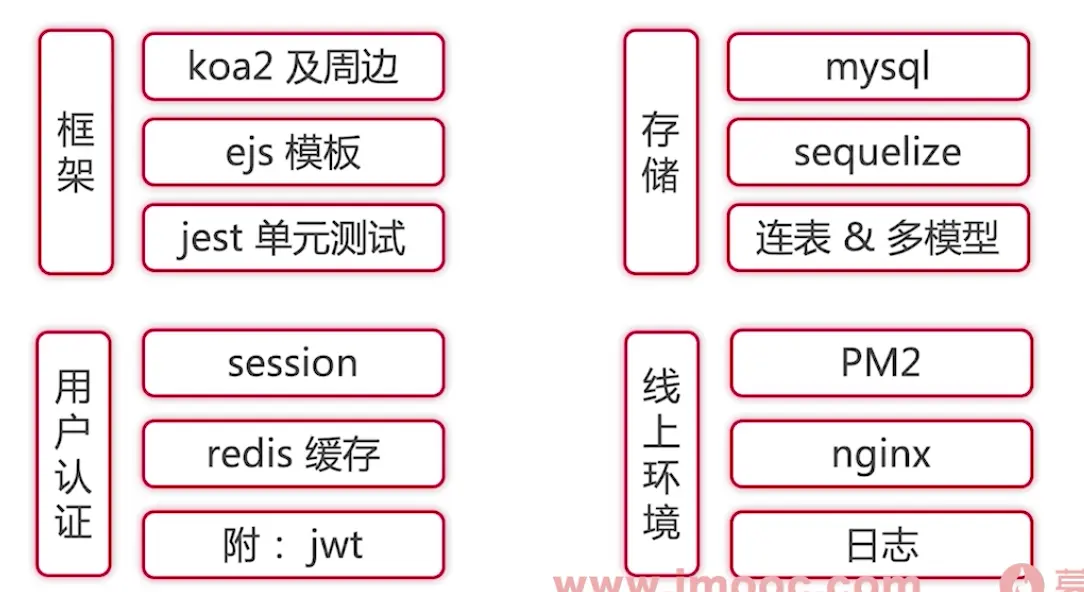 框架
koa2 及周边
ejs 模板
jest 单元测试
存储
mysql
sequelize
连表 & 多模型
用户认证
session
redis 缓存
附： jwt
线上环境
PM2
nginx
日志
www.imooc.com
慕